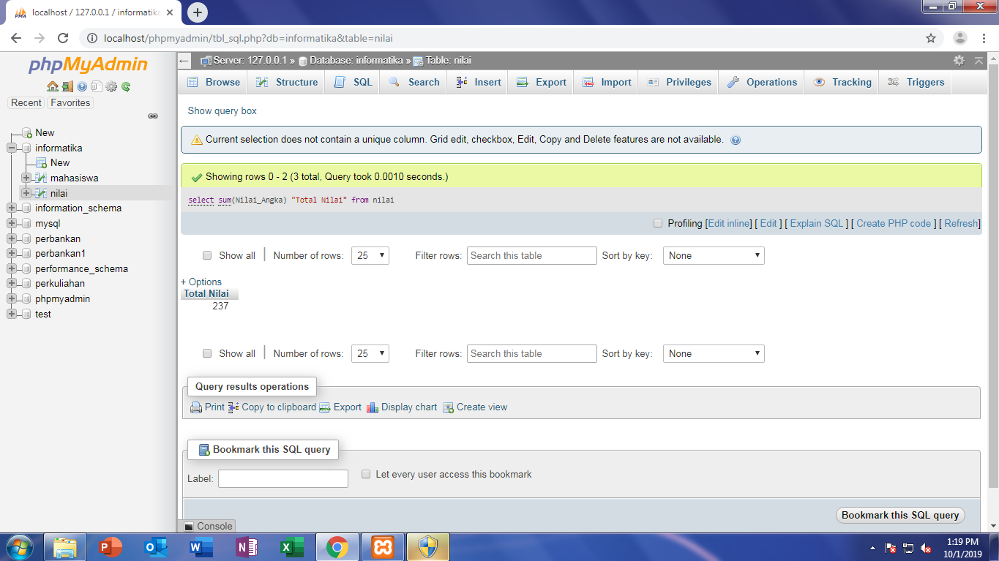 localhost / 127.0.0.1 / informatika
localhost/phpmyadmin/tbl_sql.php?db=informatika&table=nilai
phpMyAdmin
Recent Favorites
New
informatika
New
mahasiswa
nilai
information_schema
mysql
perbankan
perbankan1
performance_schema
perkuliahan
phpmyadmin
test
Server: 127.0.0.1 » Database: informatika » Table: nilai
Browse Structure SQL Search Insert Export Import Privileges Operations Tracking Triggers
Show query box
Current selection does not contain a unique column. Grid edit, checkbox, Edit, Copy and Delete features are not available.
Showing rows 0 - 2 (3 total, Query took 0.0010 seconds.)
select sum(Nilai_Angka) "Total Nilai" from nilai
Profiling [Edit inline] [ Edit ] [ Explain SQL ] [ Create PHP code ] [ Refresh]
Show all | Number of rows: 25 Filter rows: Search this table Sort by key: None
+ Options
Total Nilai
237
Show all | Number of rows: 25 Filter rows: Search this table Sort by key: None
Query results operations
Print Copy to clipboard Export Display chart Create view
Bookmark this SQL query
Label: Let every user access this bookmark
Bookmark this SQL query
Console
1:19 PM
10/1/2019